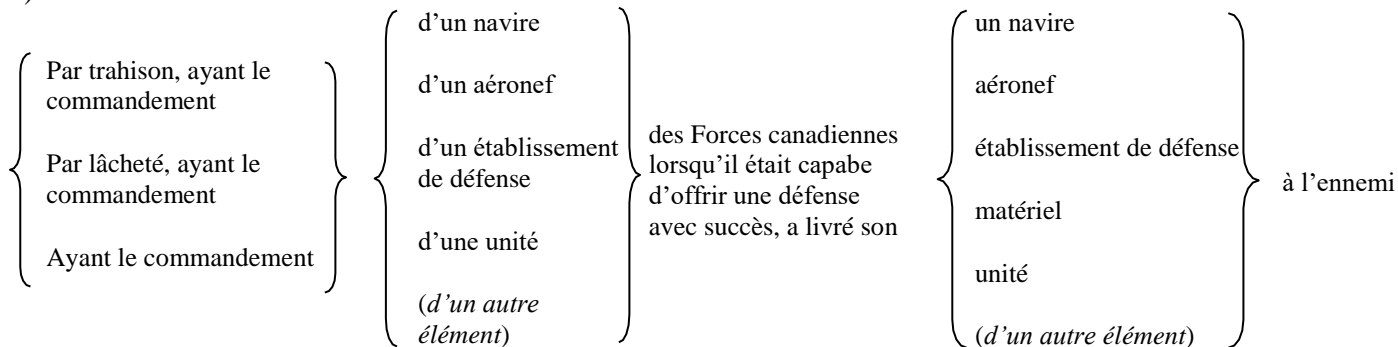 )
Par trahison, ayant le
commandement
Par lâcheté, ayant le
commandement
Ayant le commandement
d’un navire
d’un aéronef
d’un établissement
de défense
d’une unité
(d’un autre
élément)
des Forces canadiennes
lorsqu’il était capabe
d’offrir une défense
avec succès, a livré son
un navire
aéronef
établissement de défense
matériel
unité
(d’un autre élément)
à l’ennemi